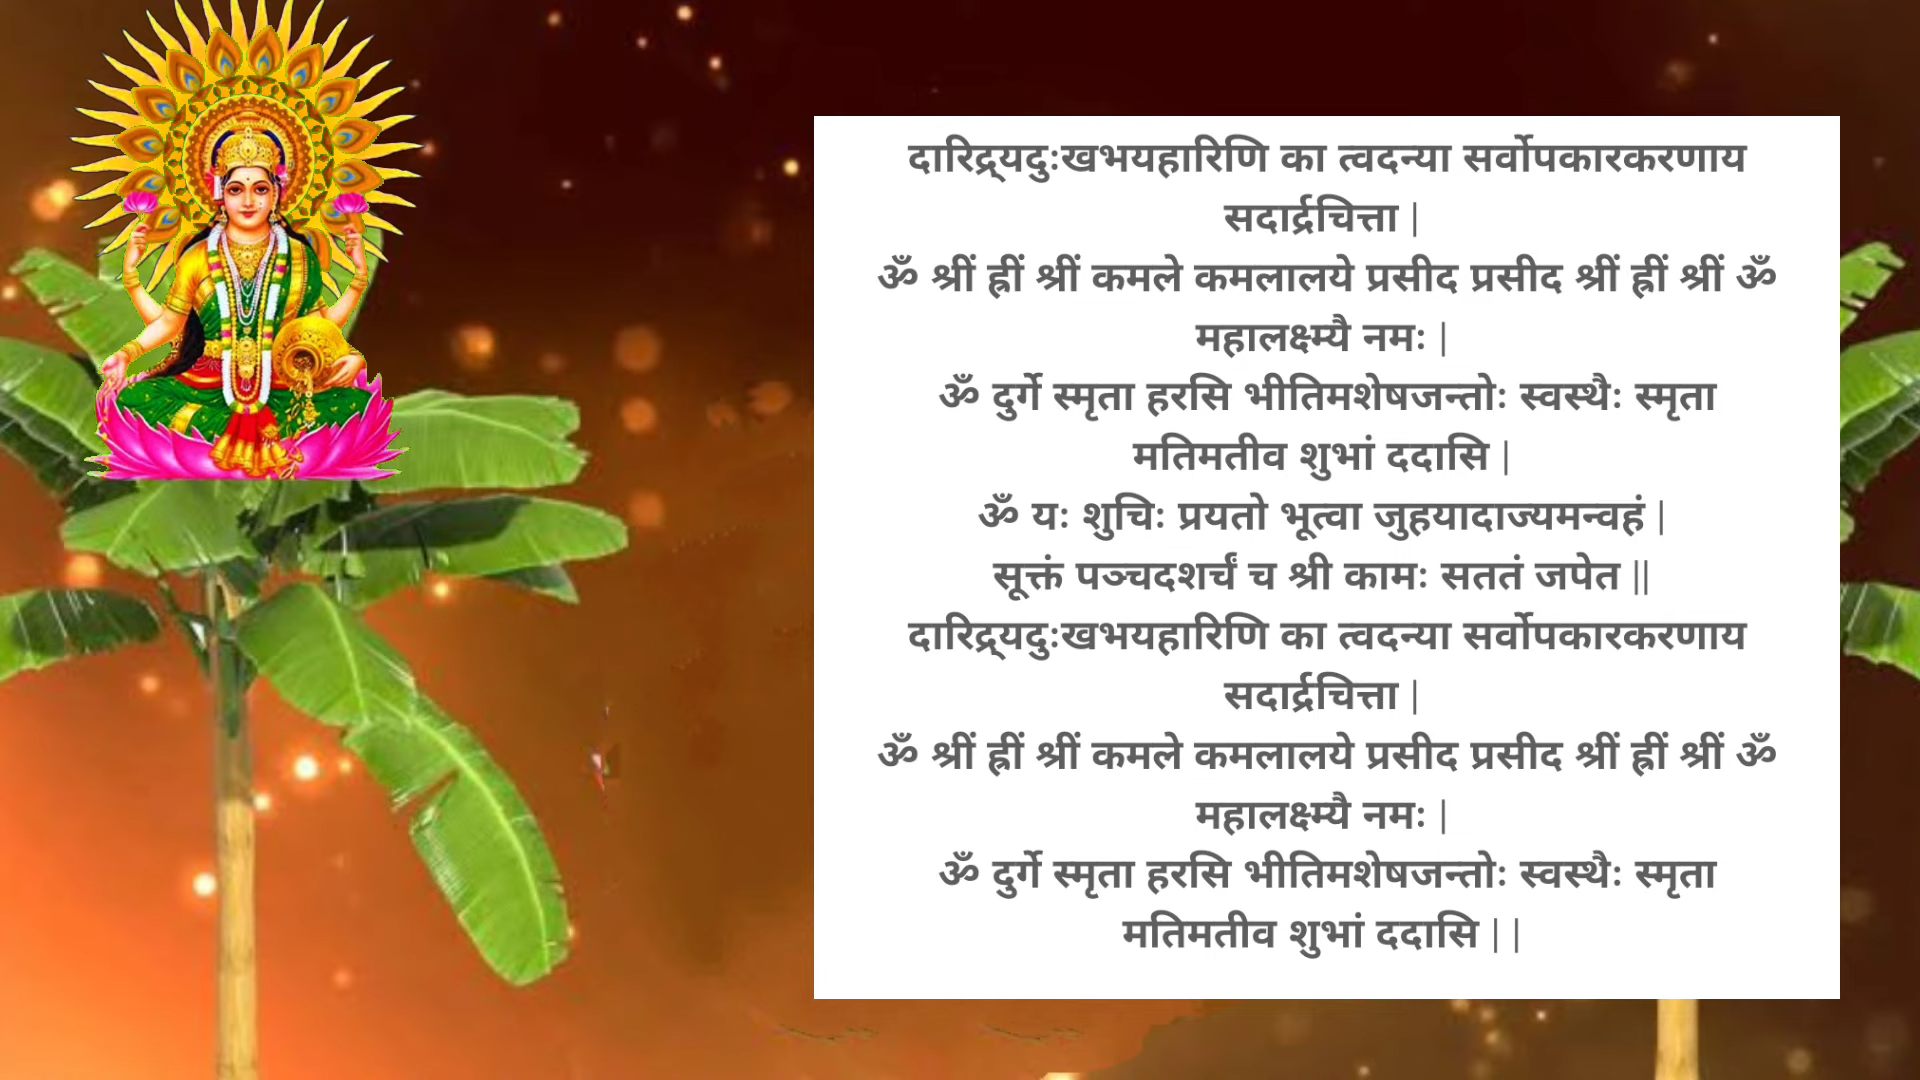 दारिद्र्यदुःखभयहारिणि का त्वदन्या सर्वोपकारकरणाय
सदार्द्रचित्ता |
ॐ श्रीं ह्रीं श्रीं कमले कमलालये प्रसीद प्रसीद श्रीं ह्रीं श्रीं ॐ
महालक्ष्म्यै नमः |
ॐ दुर्गे स्मृता हरसि भीतिमशेषजन्तोः स्वस्थैः स्मृता
मतिमतीव शुभां ददासि |
ॐ यः शुचिः प्रयतो भूत्वा जुहयादाज्यमन्वहं |
सूक्तं पञ्चदशर्चं च श्री कामः सततं जपेत ||
दारिद्र्यदुःखभयहारिणि का त्वदन्या सर्वोपकारकरणाय
सदार्द्रचित्ता |
ॐ श्रीं ह्रीं श्रीं कमले कमलालये प्रसीद प्रसीद श्रीं ह्रीं श्रीं ॐ
महालक्ष्म्यै नमः |
ॐ दुर्गे स्मृता हरसि भीतिमशेषजन्तोः स्वस्थैः स्मृता
मतिमतीव शुभां ददासि | |